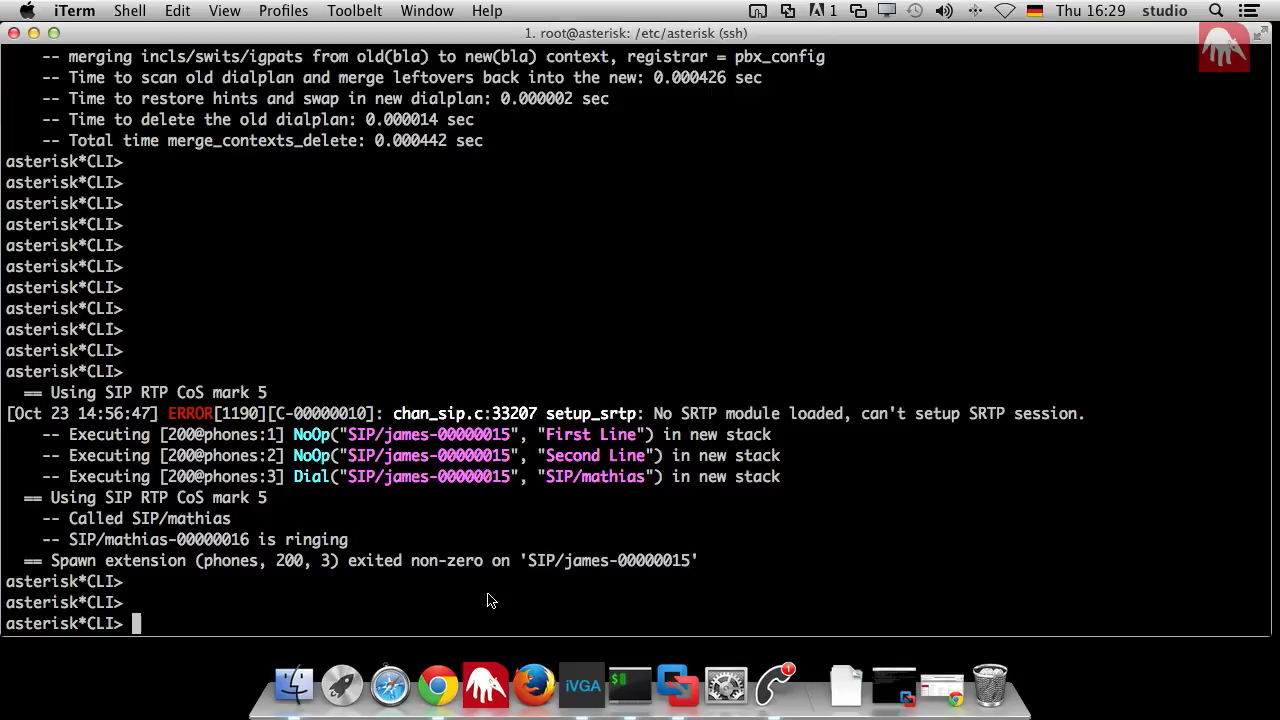 iTerm Shell Edit View Profiles Toolbelt Window Help 1 Thu 16:29 studio
1. root@asterisk: /etc/asterisk (ssh)
-- merging incls/swits/igpats from old(bla) to new(bla) context, registrar = pbx_config
-- Time to scan old dialplan and merge leftovers back into the new: 0.000426 sec
-- Time to restore hints and swap in new dialplan: 0.000002 sec
-- Time to delete the old dialplan: 0.000014 sec
-- Total time merge_contexts_delete: 0.000442 sec
asterisk*CLI>
asterisk*CLI>
asterisk*CLI>
asterisk*CLI>
asterisk*CLI>
asterisk*CLI>
asterisk*CLI>
asterisk*CLI>
asterisk*CLI>
asterisk*CLI>
asterisk*CLI>
== Using SIP RTP CoS mark 5
[Oct 23 14:56:47] ERROR[1190][C-00000010]: chan_sip.c:33207 setup_srtp: No SRTP module loaded, can't setup SRTP session.
-- Executing [200@phones:1] NoOp("SIP/james-00000015", "First Line") in new stack
-- Executing [200@phones:2] NoOp("SIP/james-00000015", "Second Line") in new stack
-- Executing [200@phones:3] Dial("SIP/james-00000015", "SIP/mathias") in new stack
== Using SIP RTP CoS mark 5
-- Called SIP/mathias
-- SIP/mathias-00000016 is ringing
== Spawn extension (phones, 200, 3) exited non-zero on 'SIP/james-00000015'
asterisk*CLI>
asterisk*CLI>
asterisk*CLI>
iVGA
$
1